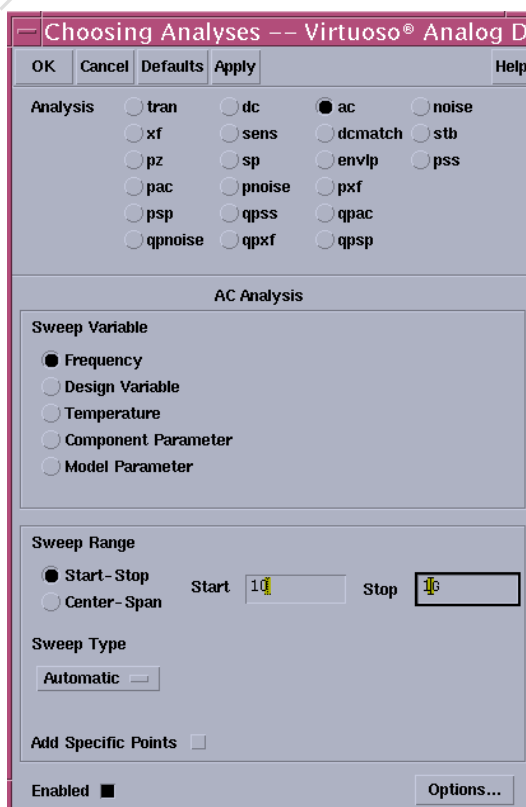 Choosing Analyses -- Virtuoso® Analog D
OK Cancel Defaults Apply Help
Analysis tran dc ac noise
xf sens dcmatch stb
pz sp envlp pss
pac pnoise pxf
psp qpss qpac
qpnoise qpxf qpsp
AC Analysis
Sweep Variable
Frequency
Design Variable
Temperature
Component Parameter
Model Parameter
Sweep Range
Start-Stop Start 10 Stop 1G
Center-Span
Sweep Type
Automatic
Add Specific Points
Enabled Options...